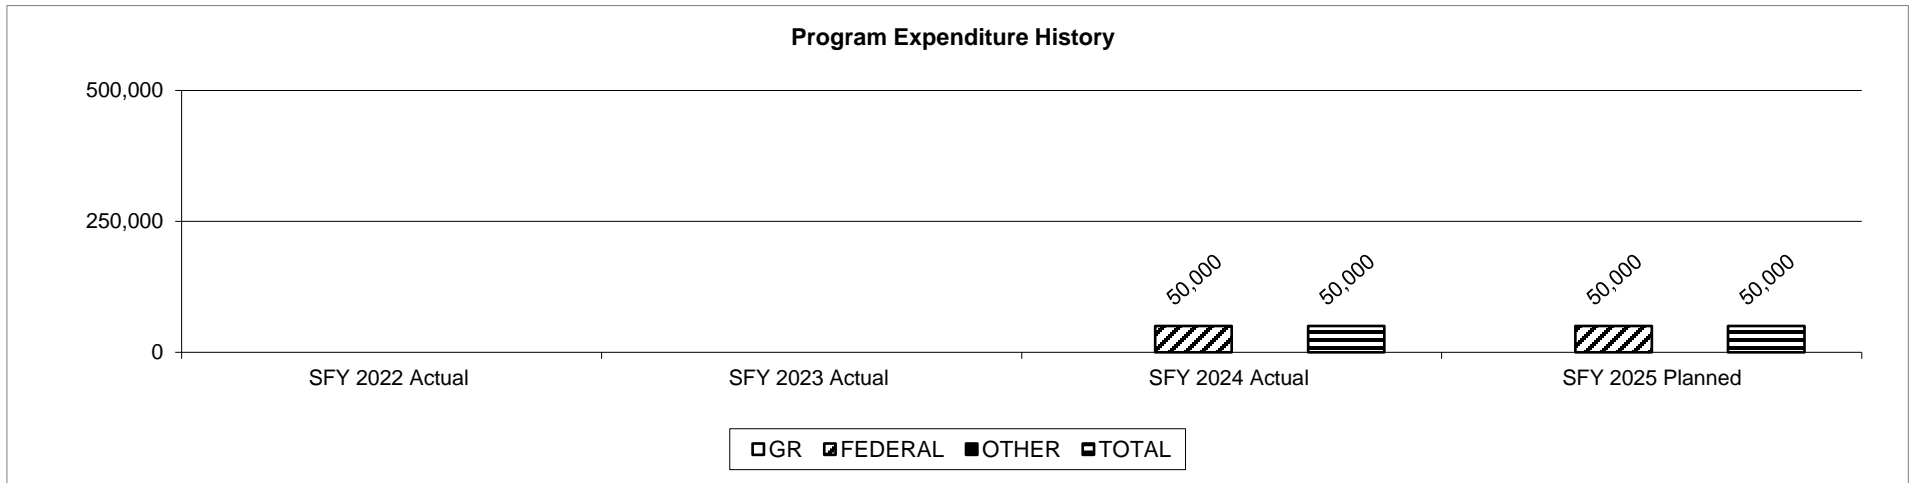 Program Expenditure History
500,000
250,000
0
50,000 50,000 50,000 50,000
SFY 2022 Actual SFY 2023 Actual SFY 2024 Actual SFY 2025 Planned
GR FEDERAL OTHER TOTAL